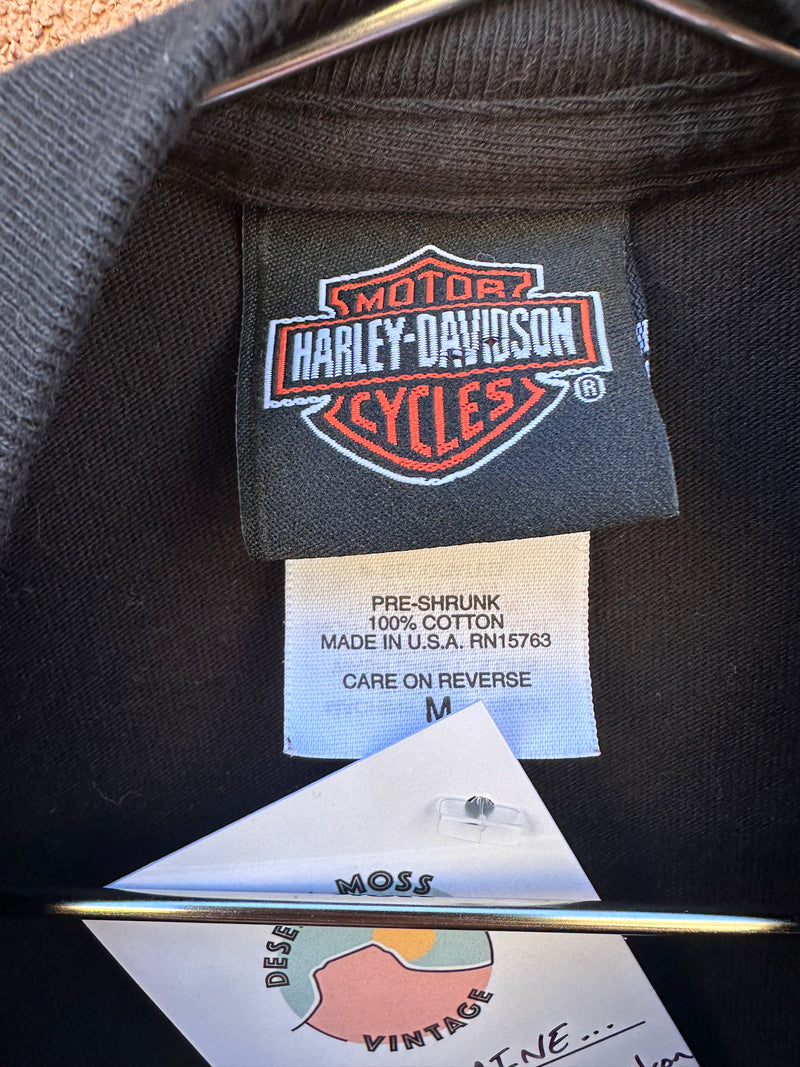 MOTOR
HARLEY-DAVIDSON
CYCLES
®
PRE-SHRUNK
100% COTTON
MADE IN U.S.A. RN15763
CARE ON REVERSE
M
MOSS
VINTAGE